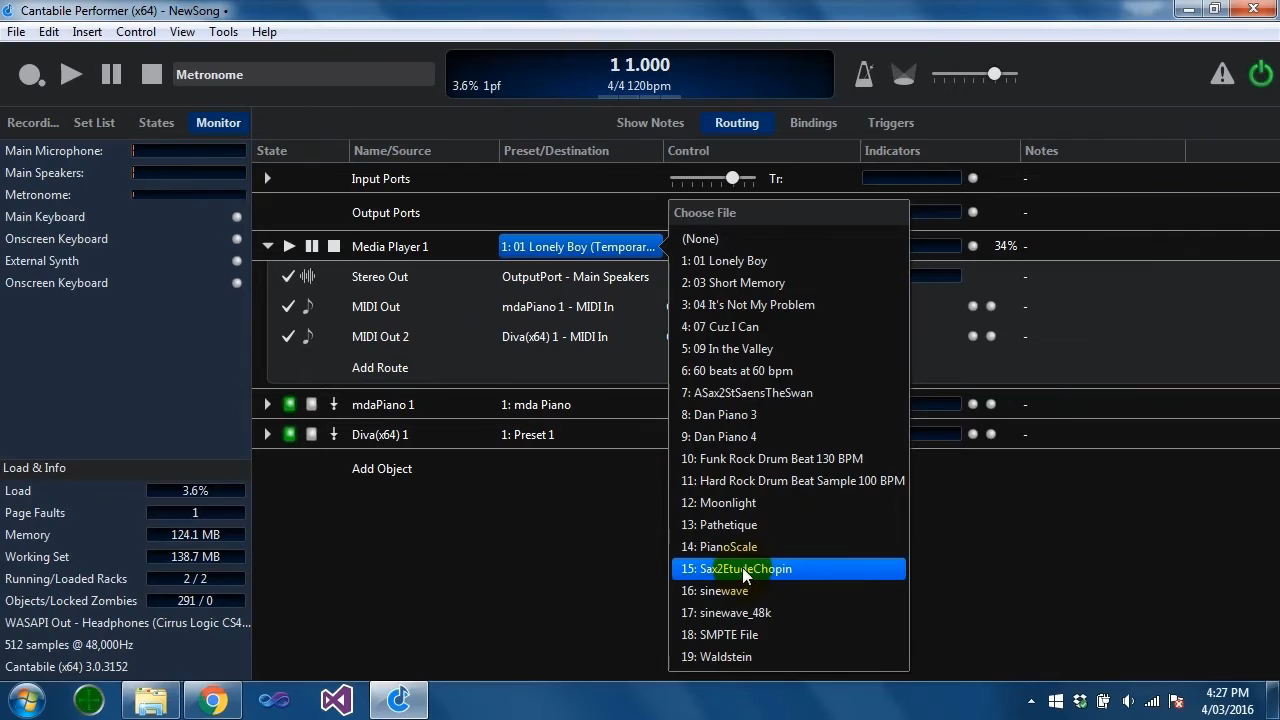 Cantabile Performer (x64) - NewSong •
File Edit Insert Control View Tools Help
Metronome
1 1.000
3.6% 1pf 4/4 120bpm
Recordi... Set List States Monitor
Show Notes Routing Bindings Triggers
Main Microphone:
Main Speakers:
Metronome:
Main Keyboard
Onscreen Keyboard
External Synth
Onscreen Keyboard
State Name/Source Preset/Destination Control Indicators Notes
Input Ports Tr: -
Output Ports -
Media Player 1 1: 01 Lonely Boy (Temporar... 34% -
Stereo Out OutputPort - Main Speakers -
MIDI Out mdaPiano 1 - MIDI In -
MIDI Out 2 Diva(x64) 1 - MIDI In -
Add Route
mdaPiano 1 1: mda Piano -
Diva(x64) 1 1: Preset 1 -
Add Object
Choose File
(None)
1: 01 Lonely Boy
2: 03 Short Memory
3: 04 It's Not My Problem
4: 07 Cuz I Can
5: 09 In the Valley
6: 60 beats at 60 bpm
7: ASax2StSaensTheSwan
8: Dan Piano 3
9: Dan Piano 4
10: Funk Rock Drum Beat 130 BPM
11: Hard Rock Drum Beat Sample 100 BPM
12: Moonlight
13: Pathetique
14: PianoScale
15: Sax2EtudeChopin
16: sinewave
17: sinewave_48k
18: SMPTE File
19: Waldstein
Load & Info
Load 3.6%
Page Faults 1
Memory 124.1 MB
Working Set 138.7 MB
Running/Loaded Racks 2 / 2
Objects/Locked Zombies 291 / 0
WASAPI Out - Headphones (Cirrus Logic CS4...
512 samples @ 48,000Hz
Cantabile (x64) 3.0.3152
4:27 PM
4/03/2016